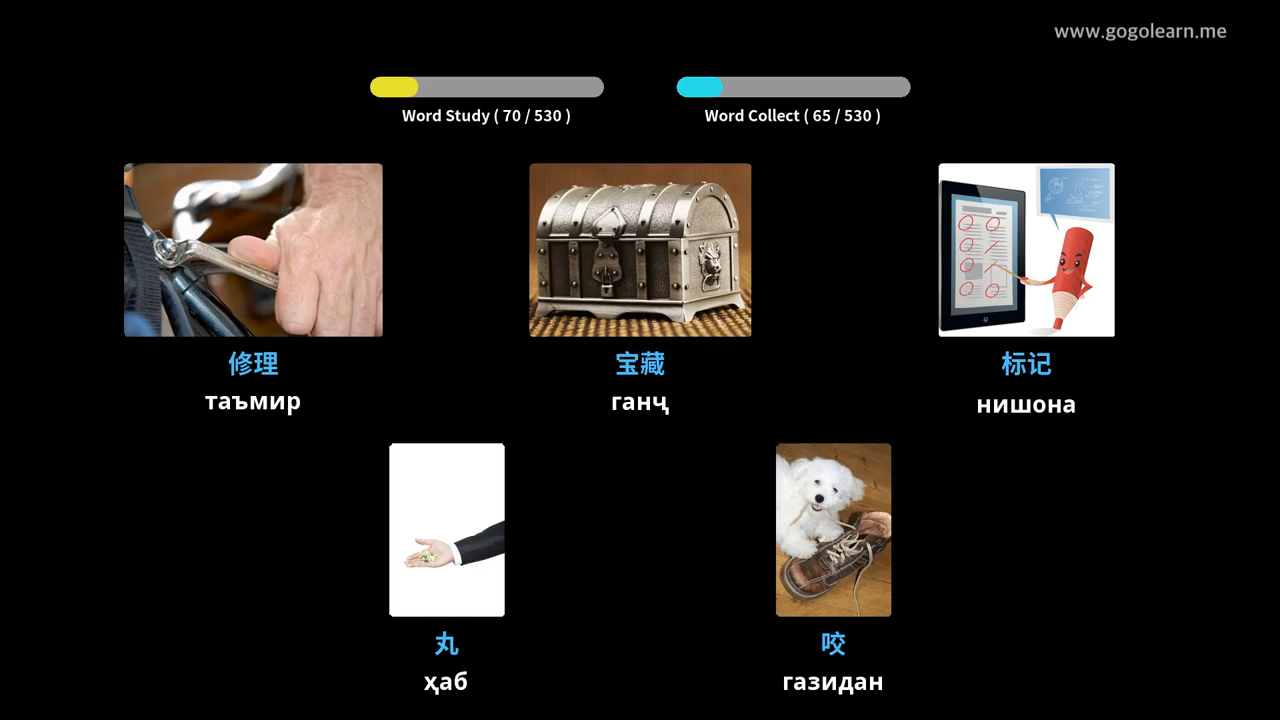 www.gogolearn.me
Word Study ( 70 / 530 )
Word Collect ( 65 / 530 )
修理
宝藏
标记
таъмир
ганҷ
нишона
丸
咬
ҳаб
газидан